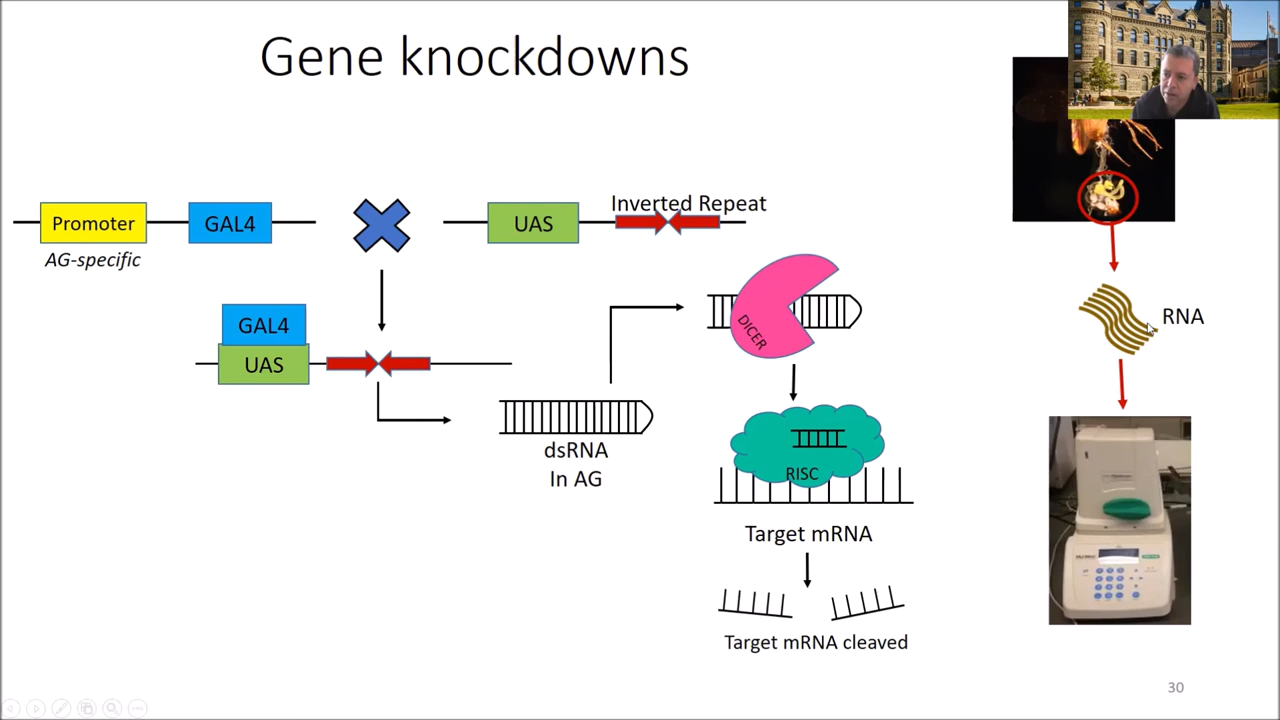 Gene knockdowns
Inverted Repeat
Promoter
GAL4
UAS
AG-specific
GAL4
UAS
DICER
RNA
dsRNA
In AG
RISC
Target mRNA
Target mRNA cleaved
30